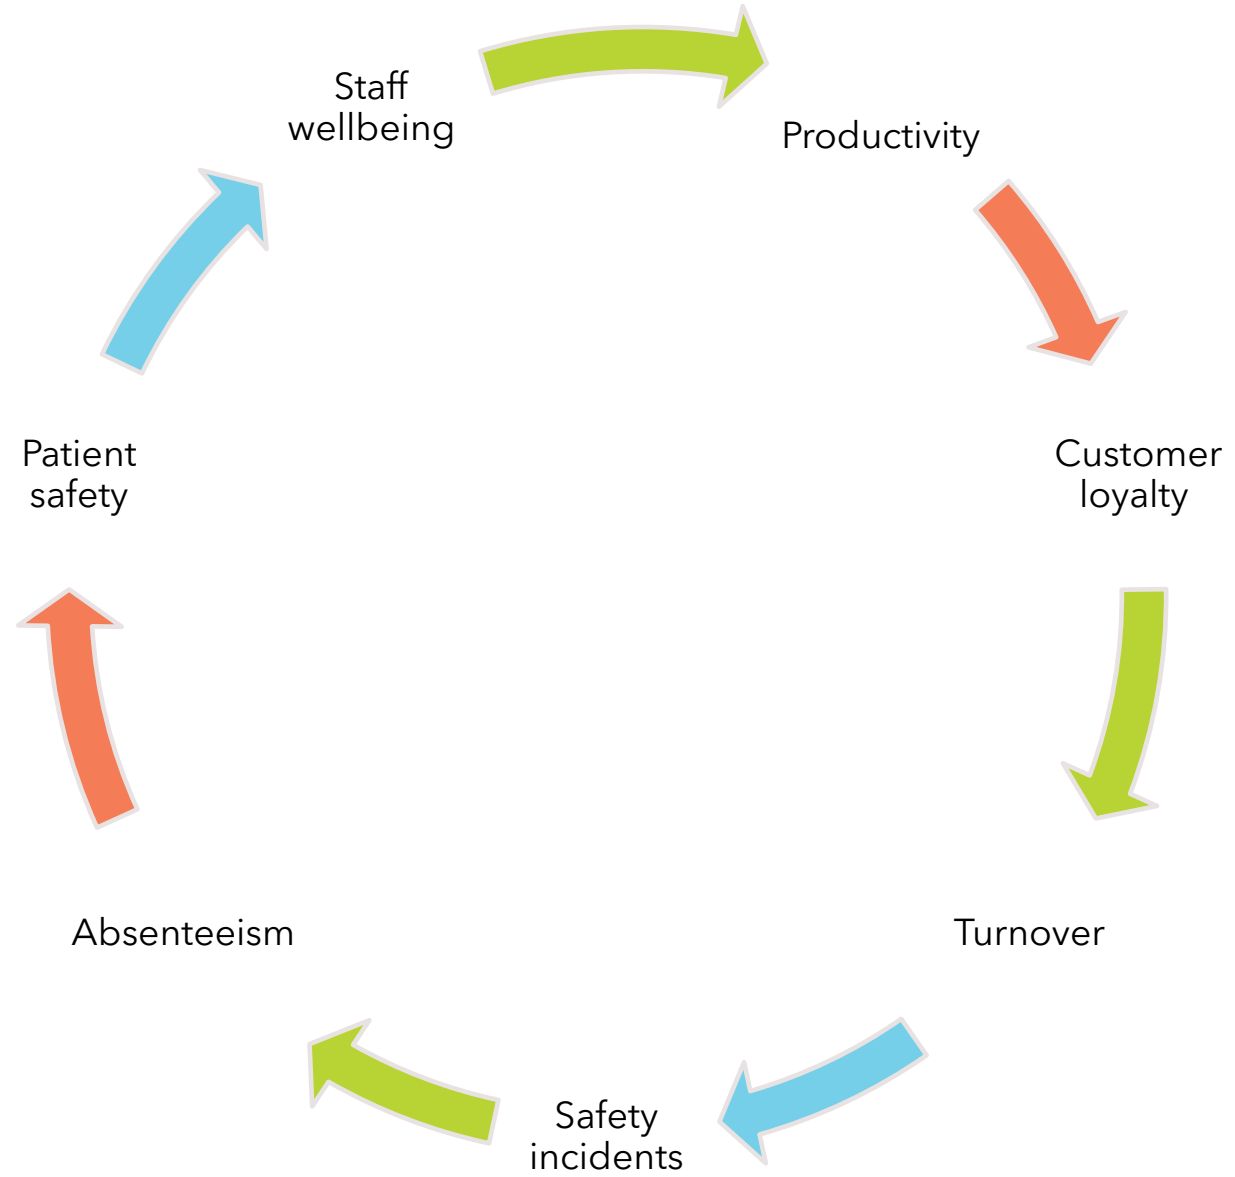 Staff
wellbeing
Productivity
Customer
loyalty
Turnover
Safety
incidents
Absenteeism
Patient
safety